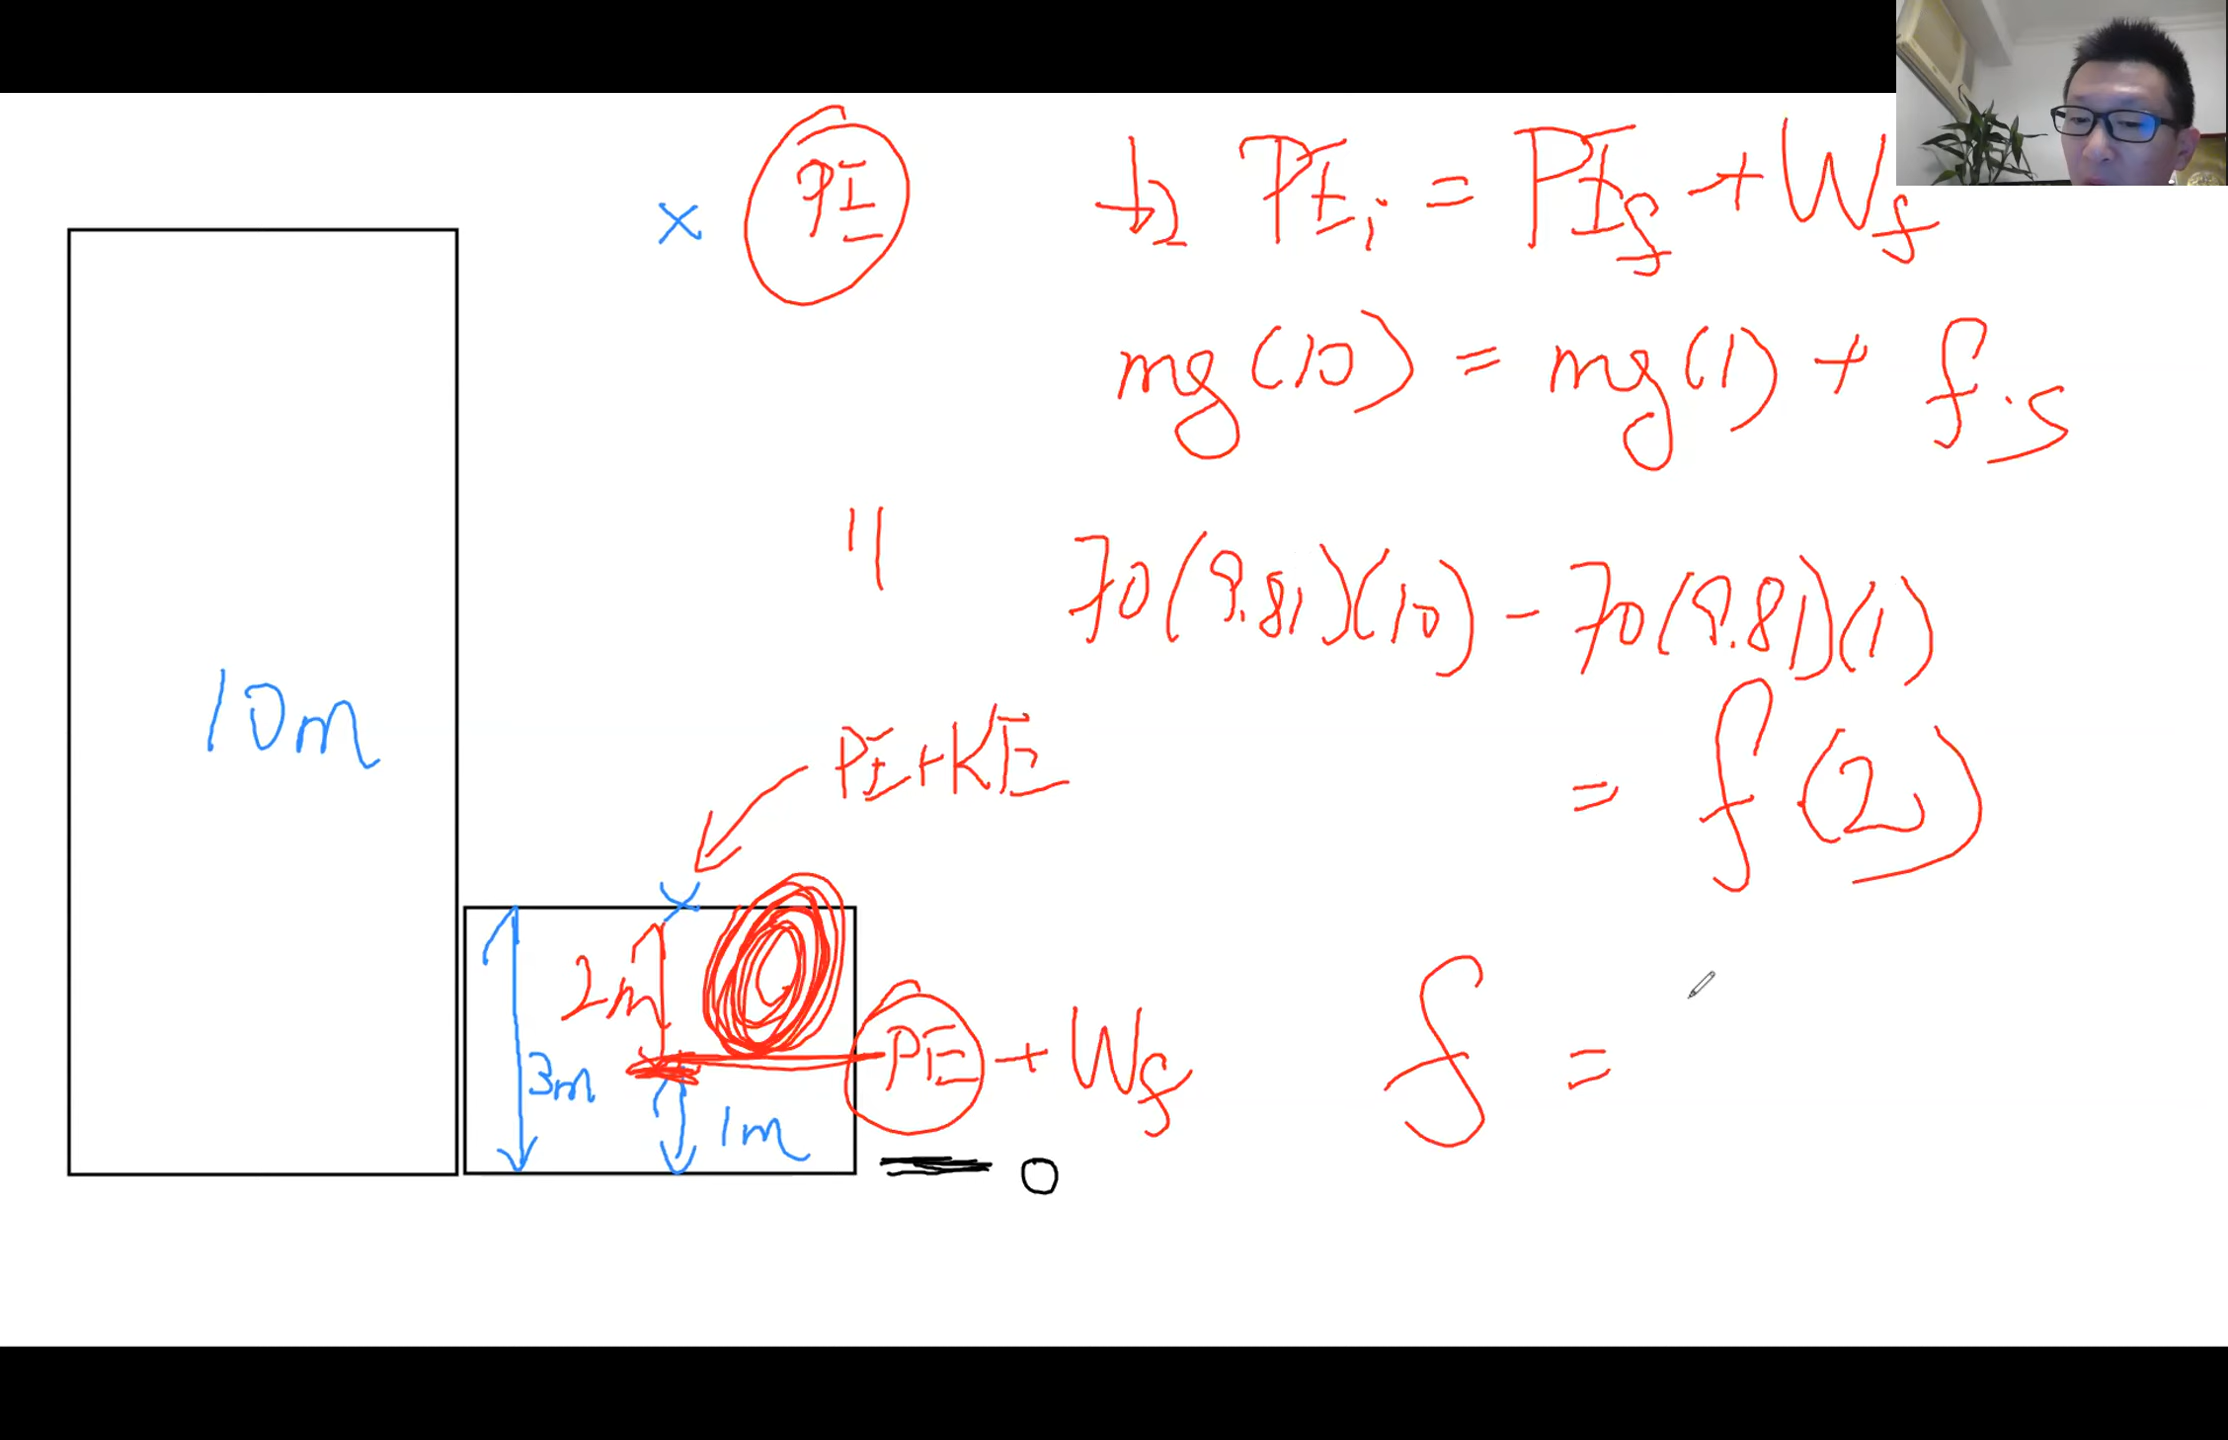 × PE
b) PEi = PEf + Wf
mg(10) = mg(1) + f·s
70(9.81)(10) - 70(9.81)(1)
= f(2)
10m
PE+KE
×
2m
3m
1m
PE + Wf
0
f =